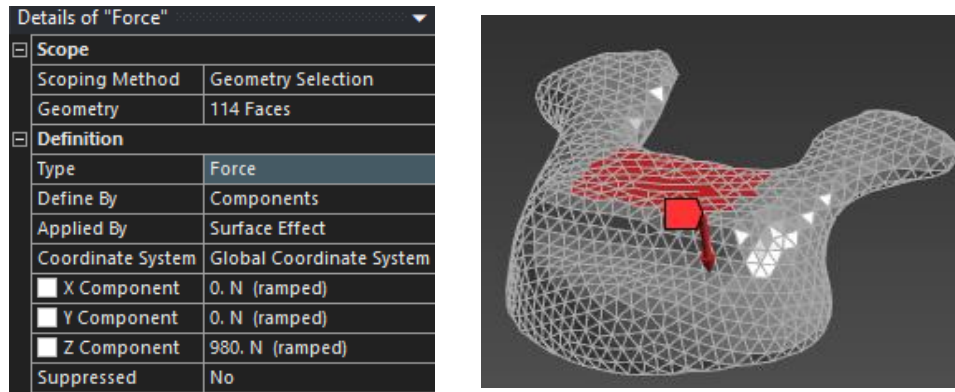 Details of "Force"
Scope
Scoping Method Geometry Selection
Geometry 114 Faces
Definition
Type Force
Define By Components
Applied By Surface Effect
Coordinate System Global Coordinate System
X Component 0. N (ramped)
Y Component 0. N (ramped)
Z Component 980. N (ramped)
Suppressed No